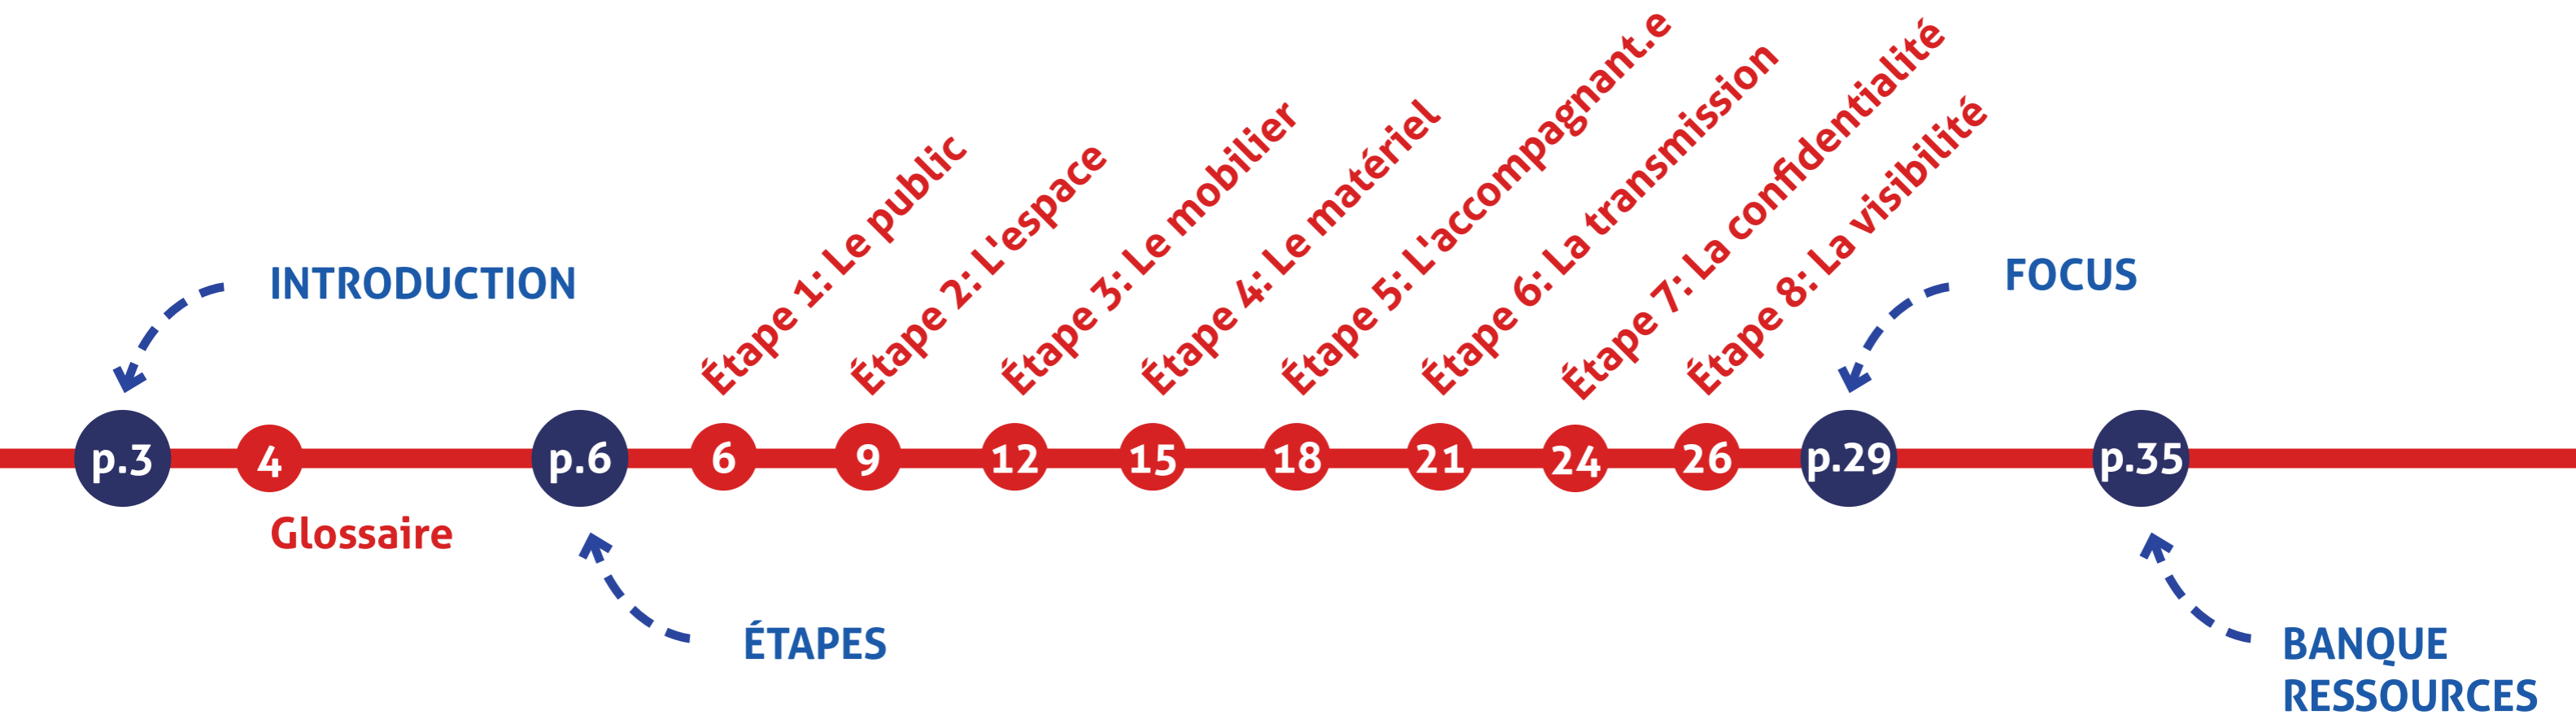 INTRODUCTION
p.3
4
Glossaire
p.6
ÉTAPES
Étape 1: Le public
6
Étape 2: L'espace
9
Étape 3: Le mobilier
12
Étape 4: Le matériel
15
Étape 5: L'accompagnant.e
18
Étape 6: La transmission
21
Étape 7: La confidentialité
24
Étape 8: La visibilité
26
FOCUS
p.29
p.35
BANQUE
RESSOURCES